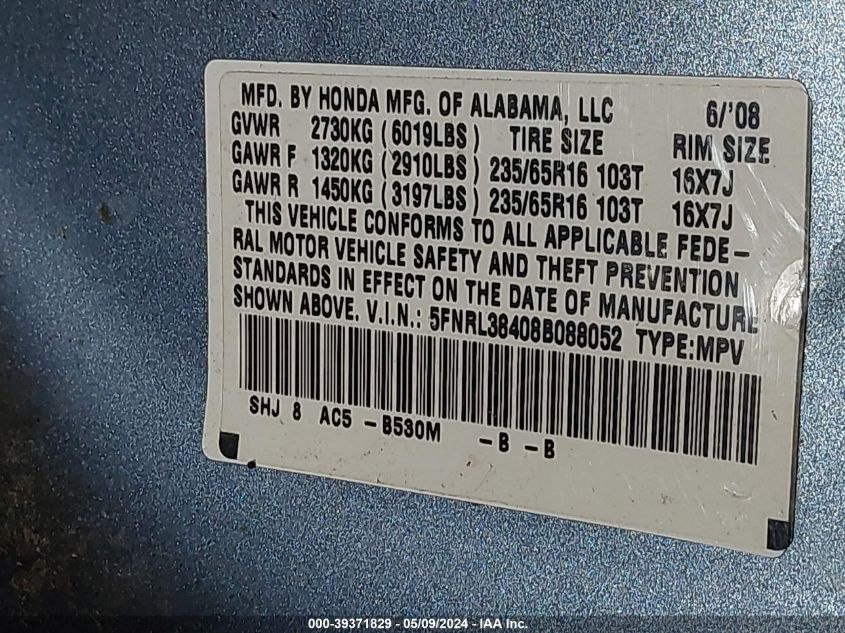 MFD. BY HONDA MFG. OF ALABAMA, LLC 6/'08
GVWR 2730KG (6019LBS) TIRE SIZE RIM SIZE
GAWR F 1320KG (2910LBS) 235/65R16 103T 16X7J
GAWR R 1450KG (3197LBS) 235/65R16 103T 16X7J
THIS VEHICLE CONFORMS TO ALL APPLICABLE FEDE-
RAL MOTOR VEHICLE SAFETY AND THEFT PREVENTION
STANDARDS IN EFFECT ON THE DATE OF MANUFACTURE
SHOWN ABOVE. V.I.N.: 5FNRL38408B088052 TYPE:MPV
SHJ 8 AC5 -B530M -B -B
000-39371829 - 05/09/2024 - IAA Inc.